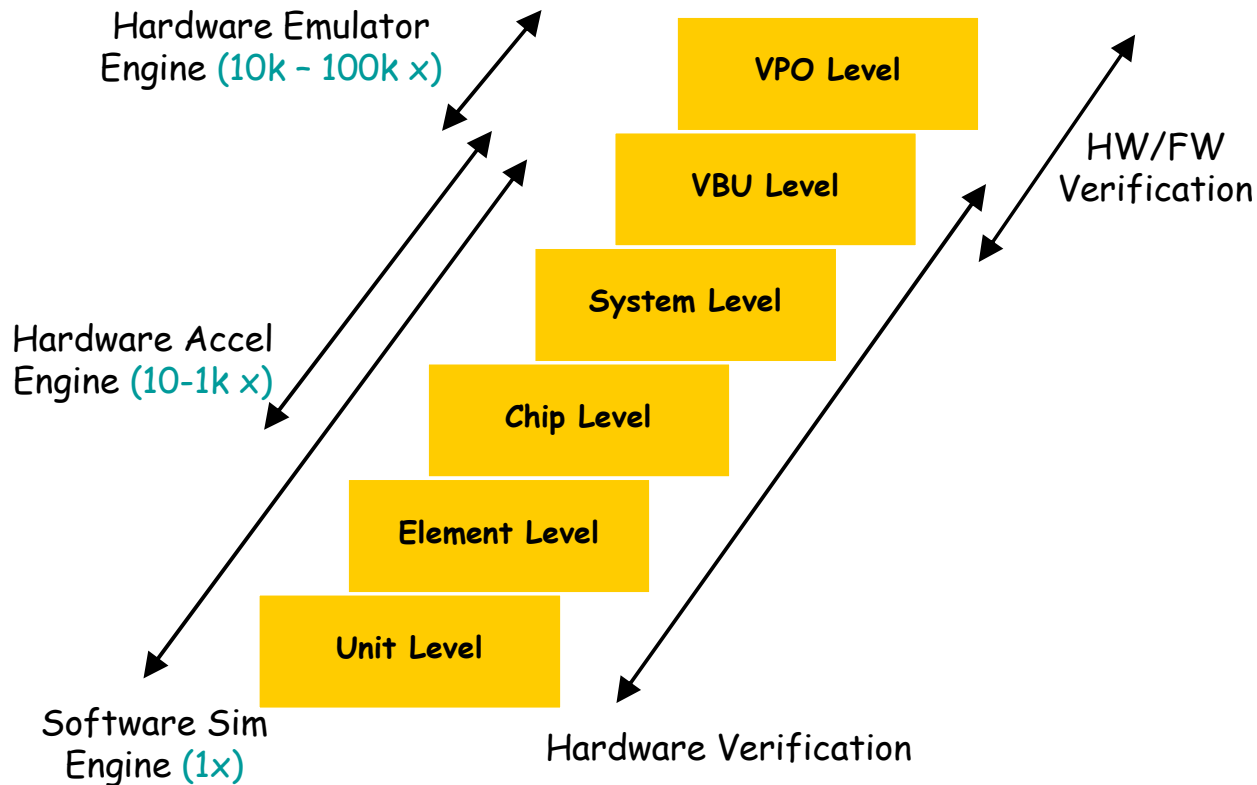 Hardware Emulator
Engine (10k – 100k x)
VPO Level
HW/FW
Verification
VBU Level
System Level
Hardware Accel
Engine (10-1k x)
Chip Level
Element Level
Unit Level
Software Sim
Engine (1x)
Hardware Verification